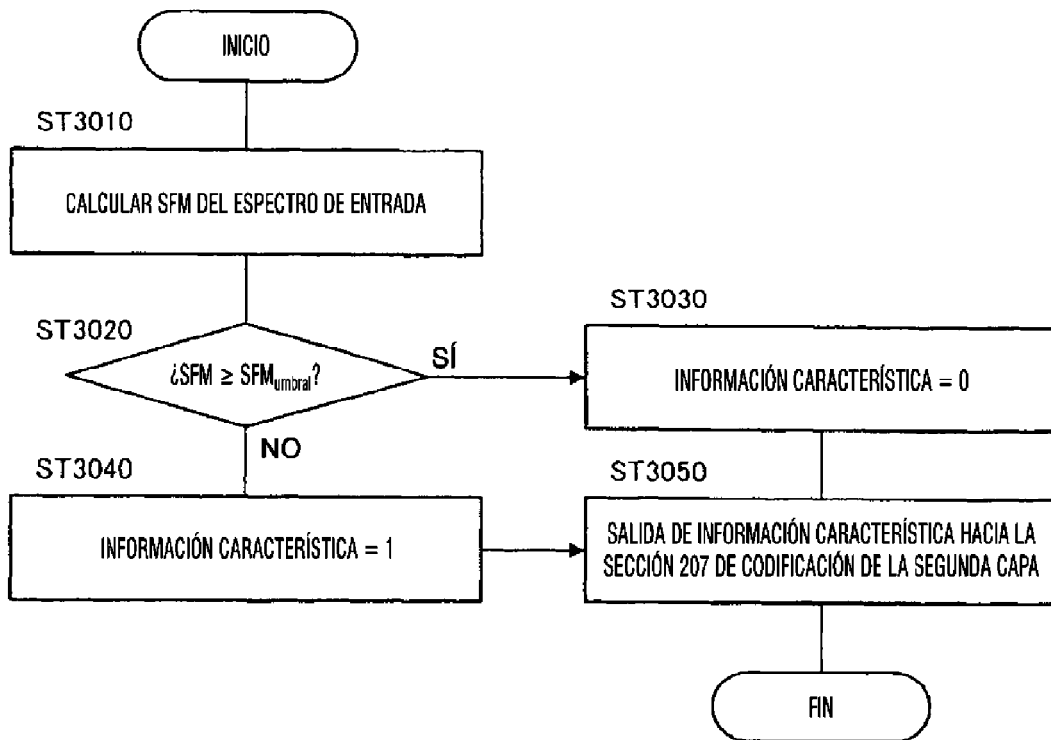 INICIO
ST3010
CALCULAR SFM DEL ESPECTRO DE ENTRADA
ST3020
¿SFM ≥ SFMumbral?
SÍ
NO
ST3030
INFORMACIÓN CARACTERÍSTICA = 0
ST3040
INFORMACIÓN CARACTERÍSTICA = 1
ST3050
SALIDA DE INFORMACIÓN CARACTERÍSTICA HACIA LA
SECCIÓN 207 DE CODIFICACIÓN DE LA SEGUNDA CAPA
FIN